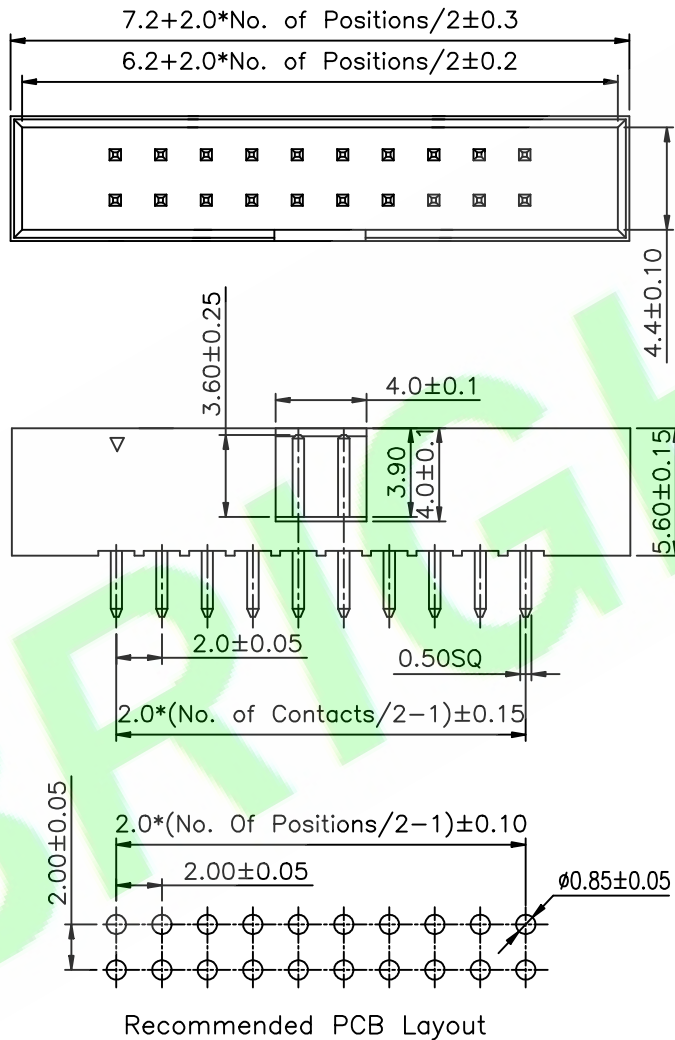 7.2+2.0*No. of Positions/2±0.3
6.2+2.0*No. of Positions/2±0.2
4.4±0.10
3.60±0.25
4.0±0.1
3.90
4.0±0.1
5.60±0.15
2.0±0.05
0.50SQ
2.0*(No. of Contacts/2-1)±0.15
2.00±0.05
2.0*(No. Of Positions/2-1)±0.10
2.00±0.05
ø0.85±0.05
Recommended PCB Layout
BRIGH